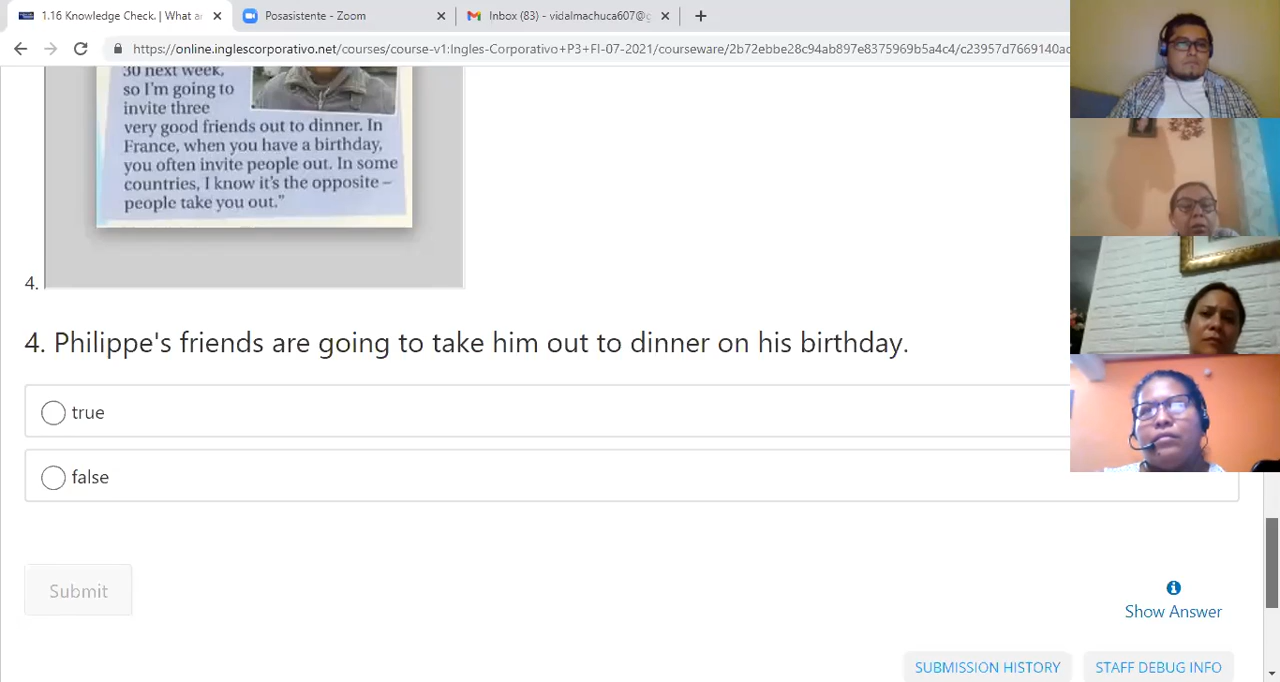 1.16 Knowledge Check. | What ar
Posasistente - Zoom
Inbox (83) - vidalmachuca607@g
https://online.inglescorporativo.net/courses/course-v1:Ingles-Corporativo+P3+FI-07-2021/courseware/2b72ebbe28c94ab897e8375969b5a4c4/c23957d7669140ad
30 next week,
so I'm going to
invite three
very good friends out to dinner. In
France, when you have a birthday,
you often invite people out. In some
countries, I know it's the opposite –
people take you out."
4.
4. Philippe's friends are going to take him out to dinner on his birthday.
true
false
Submit
Show Answer
SUBMISSION HISTORY
STAFF DEBUG INFO